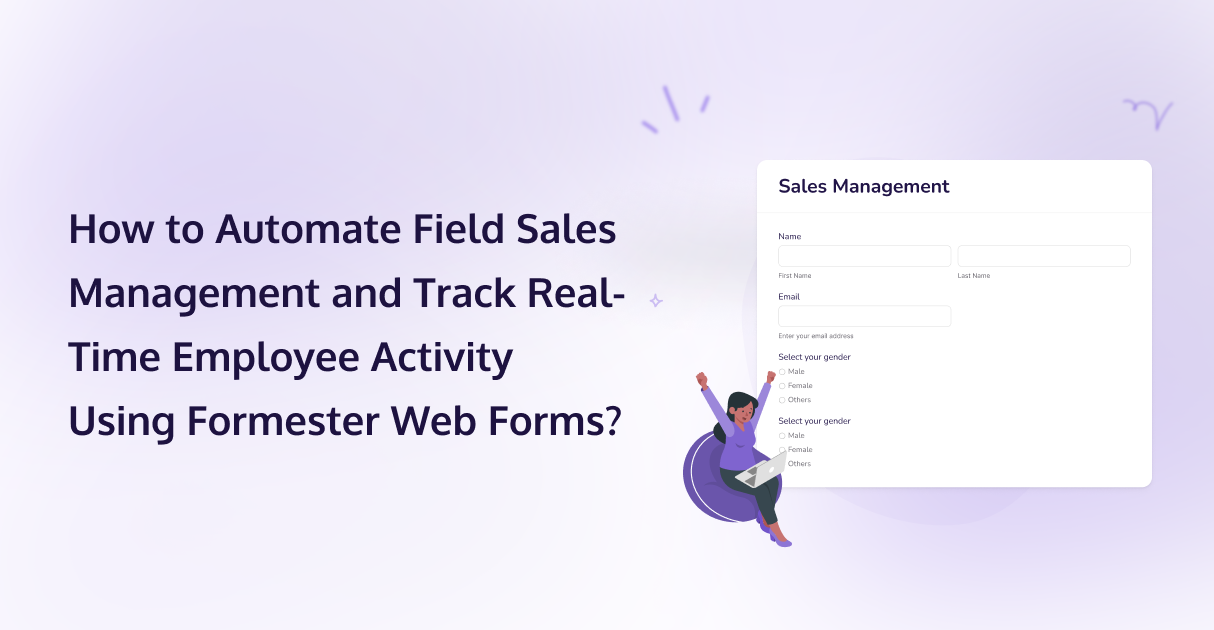 How to Automate Field Sales
Management and Track Real-
Time Employee Activity
Using Formester Web Forms?
Sales Management
Name
First Name
Last Name
Email
Enter your email address
Select your gender
Male
Female
Others
Select your gender
Male
Female
Others